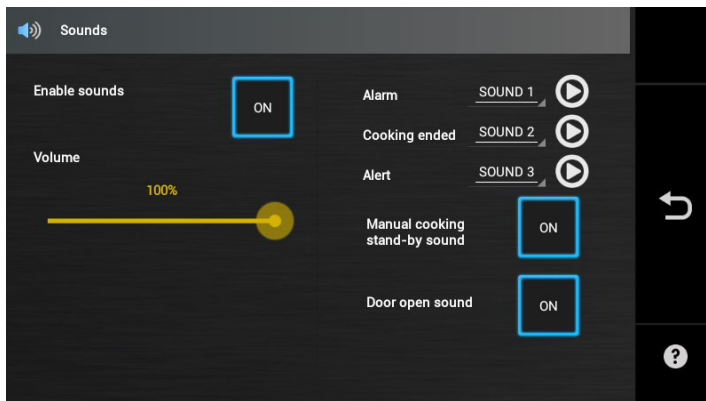 Sounds
Enable sounds
ON
Volume
100%
Alarm
SOUND 1
Cooking ended
SOUND 2
Alert
SOUND 3
Manual cooking
stand-by sound
ON
Door open sound
ON
?